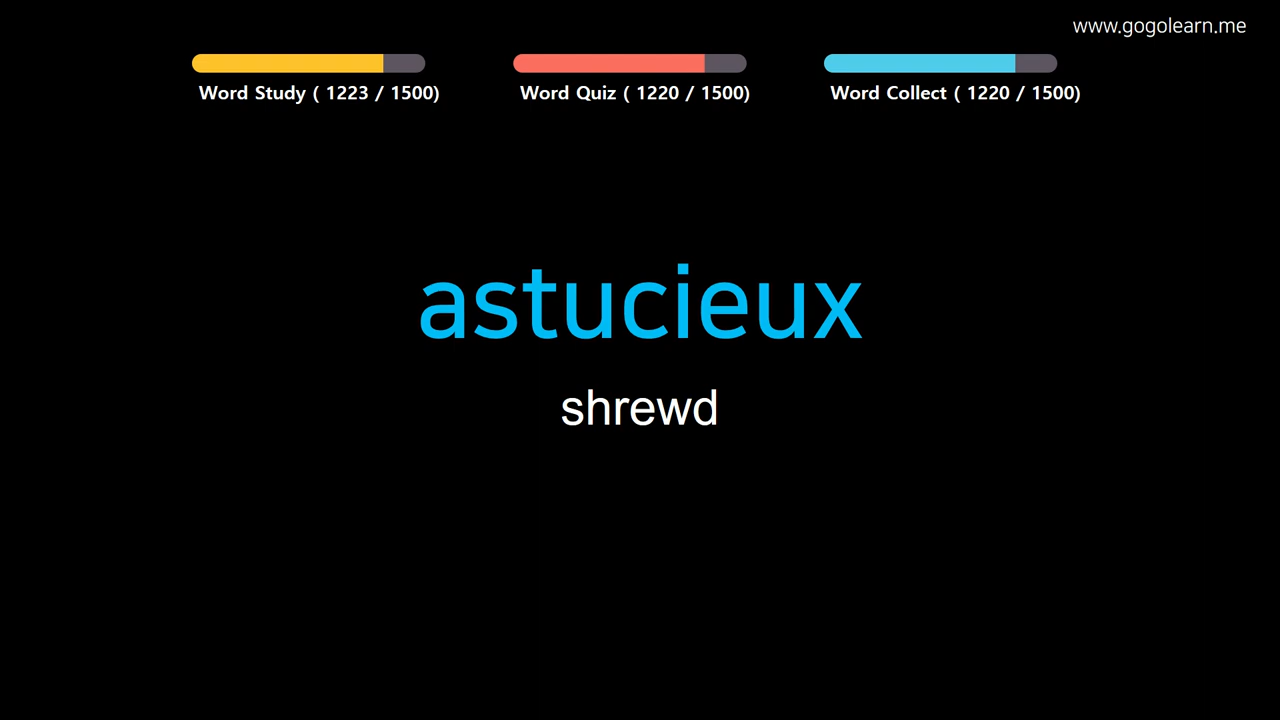 www.gogolearn.me
Word Study ( 1223 / 1500)
Word Quiz ( 1220 / 1500)
Word Collect ( 1220 / 1500)
astucieux
shrewd